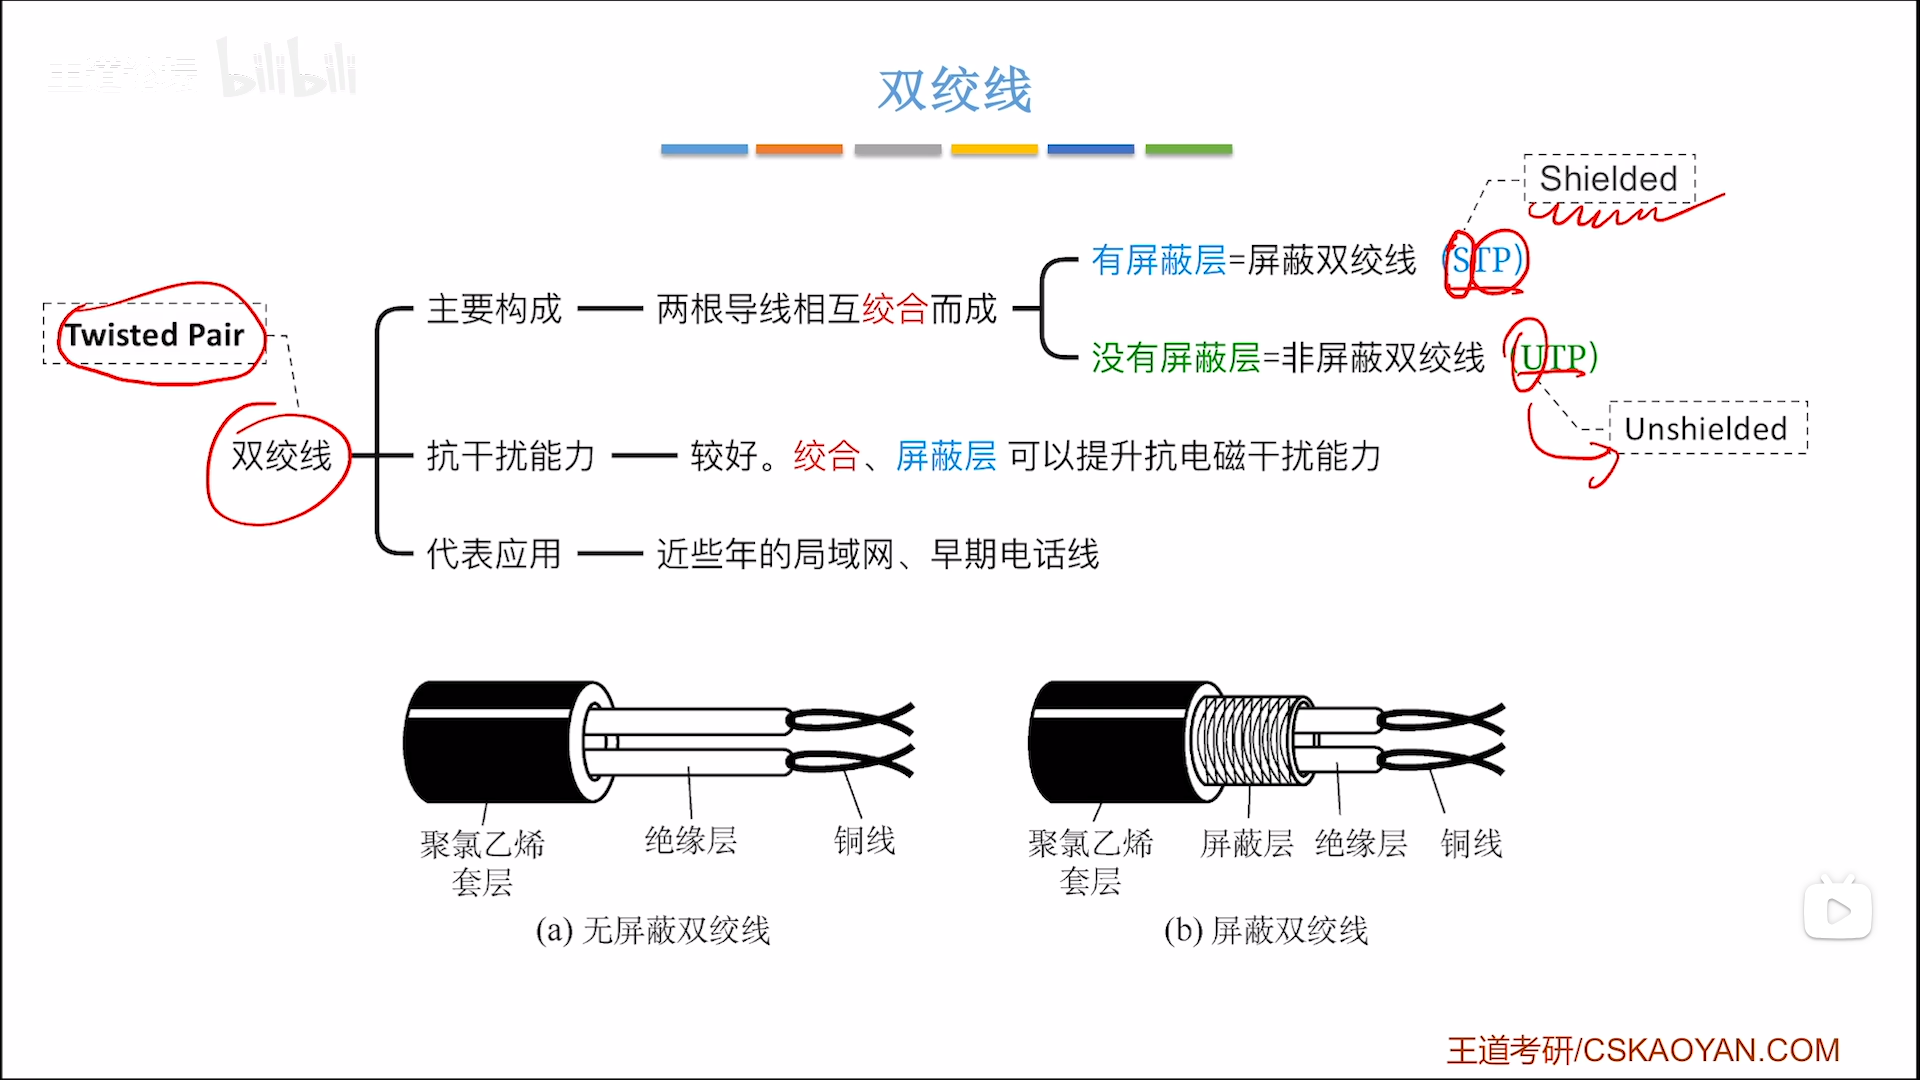 王道论坛 bilibili
双绞线
Shielded
有屏蔽层=屏蔽双绞线 (STP)
主要构成 两根导线相互绞合而成
Twisted Pair
没有屏蔽层=非屏蔽双绞线 (UTP)
Unshielded
双绞线
抗干扰能力 较好。绞合、屏蔽层 可以提升抗电磁干扰能力
代表应用 近些年的局域网、早期电话线
聚氯乙烯
套层
绝缘层
铜线
(a) 无屏蔽双绞线
聚氯乙烯
套层
屏蔽层
绝缘层
铜线
(b) 屏蔽双绞线
王道考研/CSKAOYAN.COM